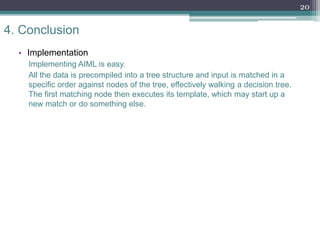 20
4. Conclusion
• Implementation
Implementing AIML is easy.
All the data is precompiled into a tree structure and input is matched in a
specific order against nodes of the tree, effectively walking a decision tree.
The first matching node then executes its template, which may start up a
new match or do something else.